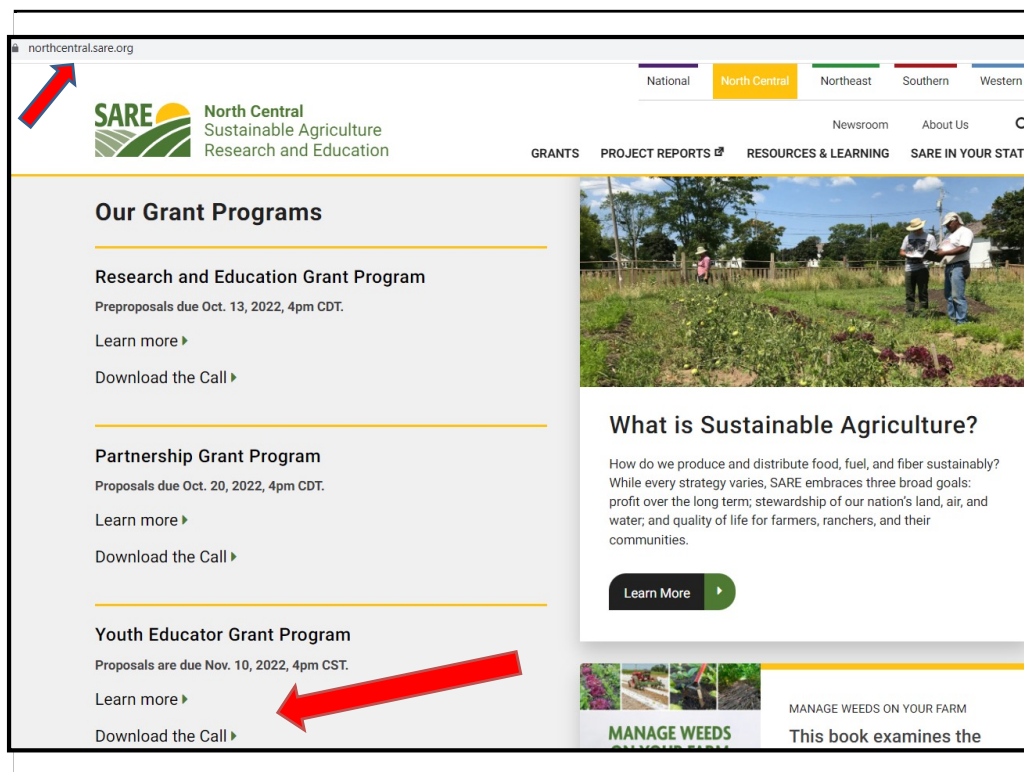 northcentral.sare.org
National North Central Northeast Southern Western
SARE
North Central
Sustainable Agriculture
Research and Education
Newsroom About Us
GRANTS PROJECT REPORTS RESOURCES & LEARNING SARE IN YOUR STAT
Our Grant Programs
Research and Education Grant Program
Preproposals due Oct. 13, 2022, 4pm CDT.
Learn more
Download the Call
Partnership Grant Program
Proposals due Oct. 20, 2022, 4pm CDT.
Learn more
Download the Call
Youth Educator Grant Program
Proposals are due Nov. 10, 2022, 4pm CST.
Learn more
Download the Call
What is Sustainable Agriculture?
How do we produce and distribute food, fuel, and fiber sustainably?
While every strategy varies, SARE embraces three broad goals:
profit over the long term; stewardship of our nation's land, air, and
water; and quality of life for farmers, ranchers, and their
communities.
Learn More
MANAGE WEEDS
ON YOUR FARM
MANAGE WEEDS ON YOUR FARM
This book examines the